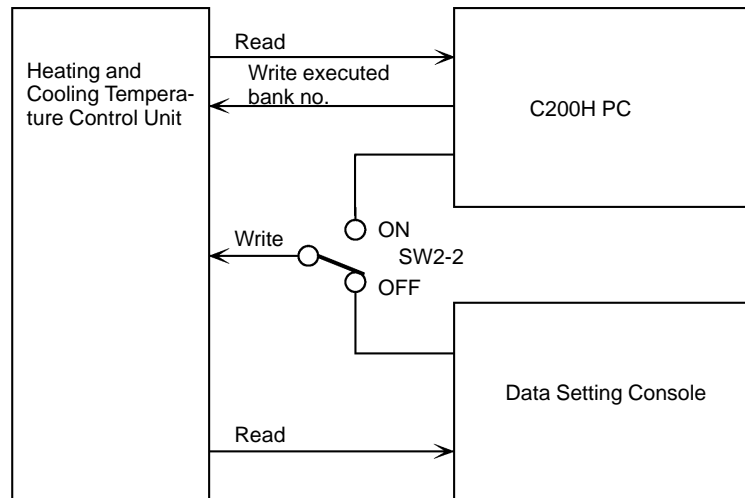 Read
Heating and
Cooling Tempera-
ture Control Unit
Write executed
bank no.
C200H PC
ON
Write
SW2-2
OFF
Data Setting Console
Read